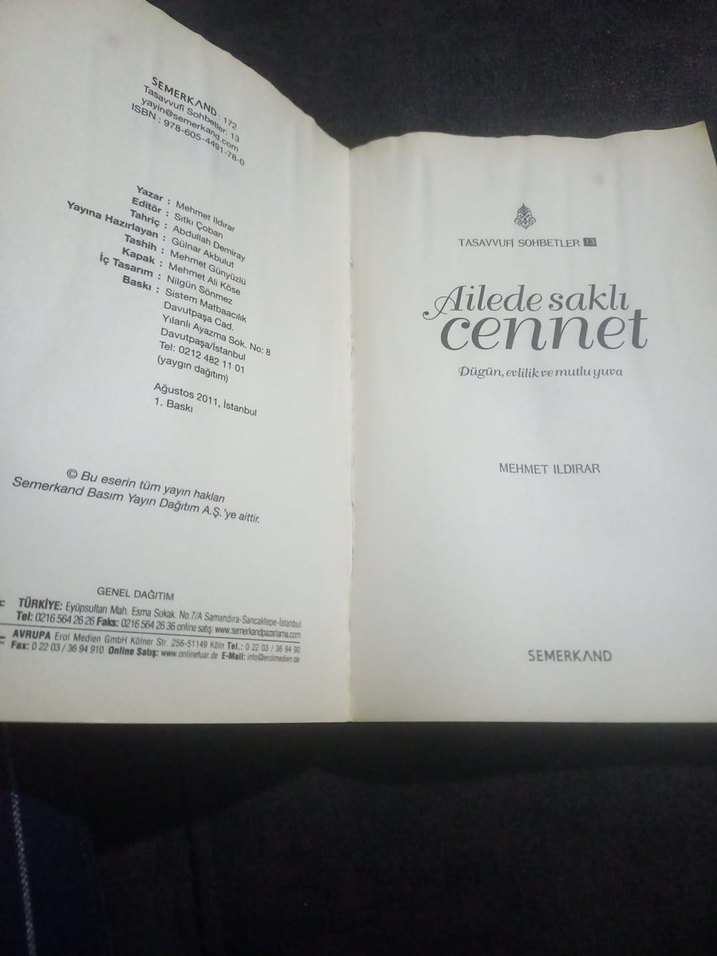 SEMERKAND: 172
Tasavvufi Sohbetler: 13
yayin@semerkand.com
ISBN : 978-605-4491-78-0
Yazar : Mehmet Ildırar
Editör : Sıtkı Çoban
Tahriç : Abdullah Demiray
Yayına Hazırlayan : Gülnar Akbulut
Tashih : Mehmet Günyüzlü
Kapak : Mehmet Ali Köse
İç Tasarım : Nilgün Sönmez
Baskı : Sistem Matbaacılık
Davutpaşa Cad.
Yılanlı Ayazma Sok. No: 8
Davutpaşa/İstanbul
Tel: 0212 482 11 01
(yaygın dağıtım)
Ağustos 2011, İstanbul
1. Baskı
© Bu eserin tüm yayın hakları
Semerkand Basım Yayın Dağıtım A.Ş.'ye aittir.
GENEL DAĞITIM
TÜRKİYE: Eyüpsultan Mah. Esma Sokak. No.7/A Samandıra-Sancaktepe-İstanbul
Tel: 0216 564 26 26 Faks: 0216 564 26 36 online satış: www.semerkandpazarlama.com
AVRUPA Erol Medien GmbH Kölner Str. 256-51149 Köln Tel.: 0 22 03 / 36 94 90
Fax: 0 22 03 / 36 94 910 Online Satış: www.onlinefuar.de E-Mail: info@erolmedien.de
TASAVVUFİ SOHBETLER 13
Ailede saklı
cennet
Düğün, evlilik ve mutlu yuva
MEHMET ILDIRAR
SEMERKAND